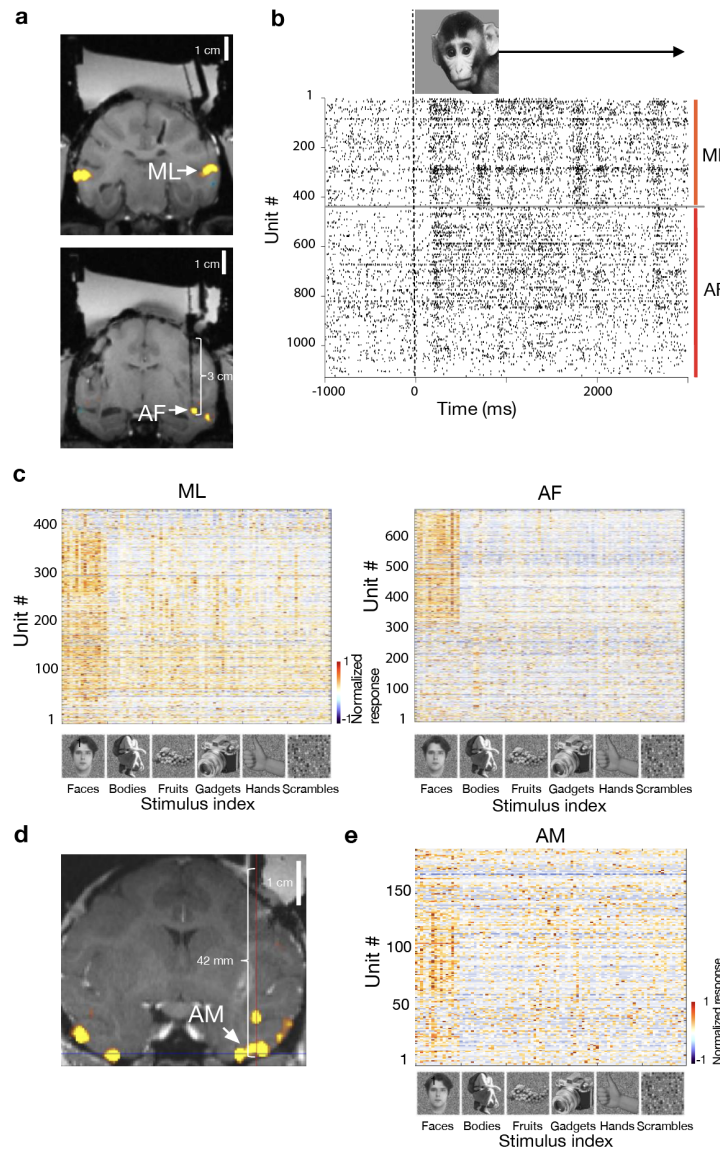 a
1 cm
ML
1 cm
3 cm
AF
b
1
200
400
600
800
1000
Unit #
-1000
0
2000
Time (ms)
ML
AF
c
ML
400
300
200
100
1
Unit #
1
-1
Normalized
response
Faces Bodies Fruits Gadgets Hands Scrambles
Stimulus index
AF
600
500
400
300
200
100
1
Unit #
Faces Bodies Fruits Gadgets Hands Scrambles
Stimulus index
d
1 cm
42 mm
AM
e
AM
150
100
50
1
Unit #
1
-1
Normalized response
Faces Bodies Fruits Gadgets Hands Scrambles
Stimulus index